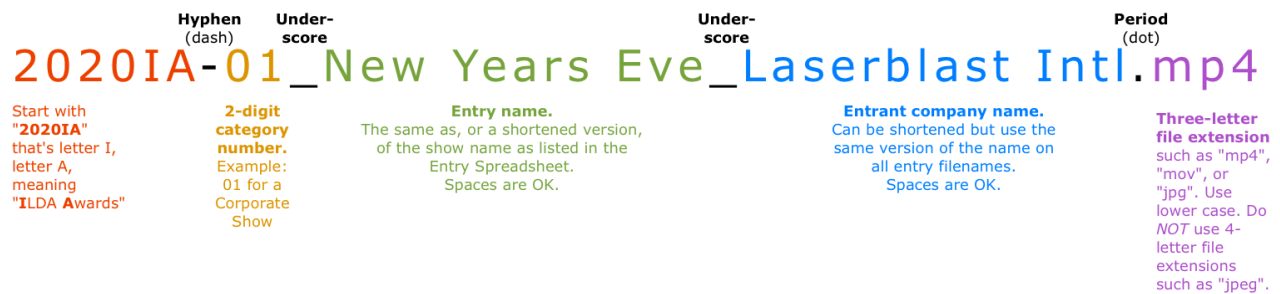 Hyphen
(dash)
Under-
score
Under-
score
Period
(dot)
2020IA-01_New Years Eve_Laserblast Intl.mp4
Start with
"2020IA"
that's letter I,
letter A,
meaning
"ILDA Awards"
2-digit
category
number.
Example:
01 for a
Corporate
Show
Entry name.
The same as, or a shortened version,
of the show name as listed in the
Entry Spreadsheet.
Spaces are OK.
Entrant company name.
Can be shortened but use the
same version of the name on
all entry filenames.
Spaces are OK.
Three-letter
file extension
such as "mp4",
"mov", or
"jpg". Use
lower case. Do
NOT use 4-
letter file
extensions
such as "jpeg".